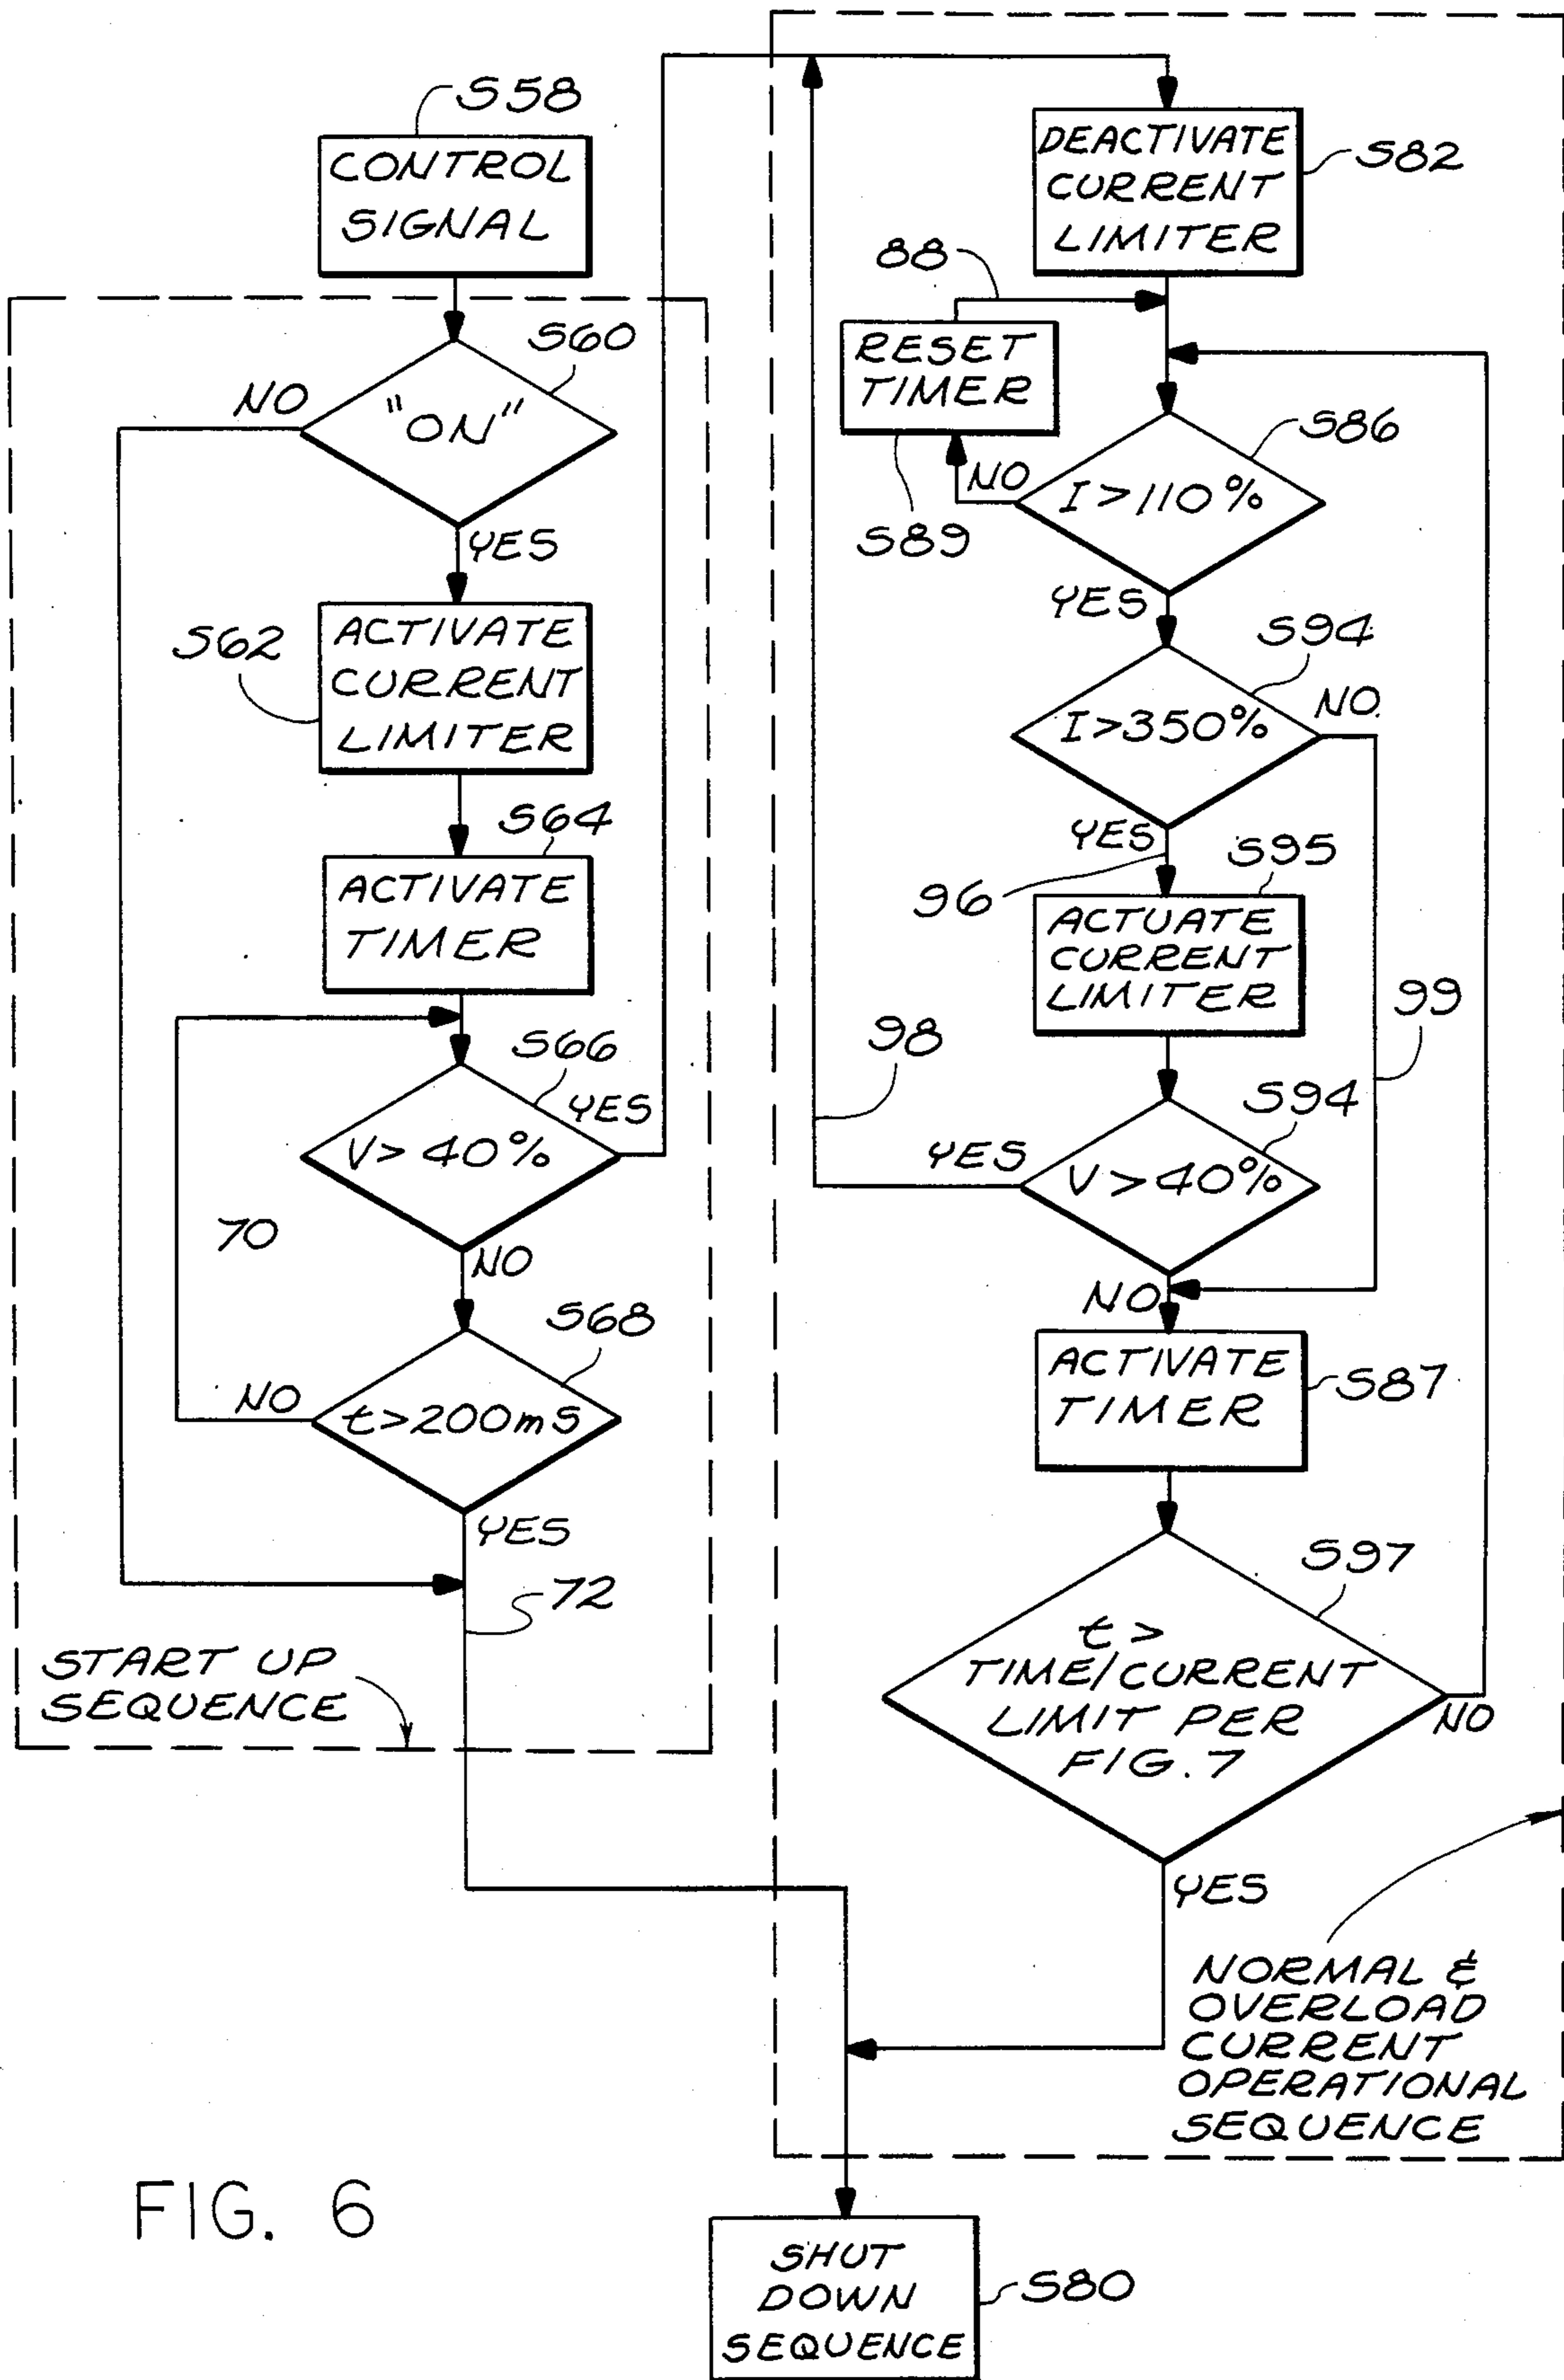 S58
CONTROL
SIGNAL
S60
NO
"ON"
YES
S62
ACTIVATE
CURRENT
LIMITER
S64
ACTIVATE
TIMER
S66
YES
V > 40%
70
NO
S68
NO
t > 200mS
YES
72
START UP
SEQUENCE
DEACTIVATE
CURRENT
LIMITER
S82
88
RESET
TIMER
S86
NO
I > 110%
S89
YES
S94
NO
I > 350%
YES
96
S95
ACTUATE
CURRENT
LIMITER
99
98
S94
YES
V > 40%
NO
ACTIVATE
TIMER
S87
S97
t >
TIME/CURRENT
LIMIT PER
FIG. 7
NO
YES
NORMAL &
OVERLOAD
CURRENT
OPERATIONAL
SEQUENCE
FIG. 6
SHUT
DOWN
SEQUENCE
S80